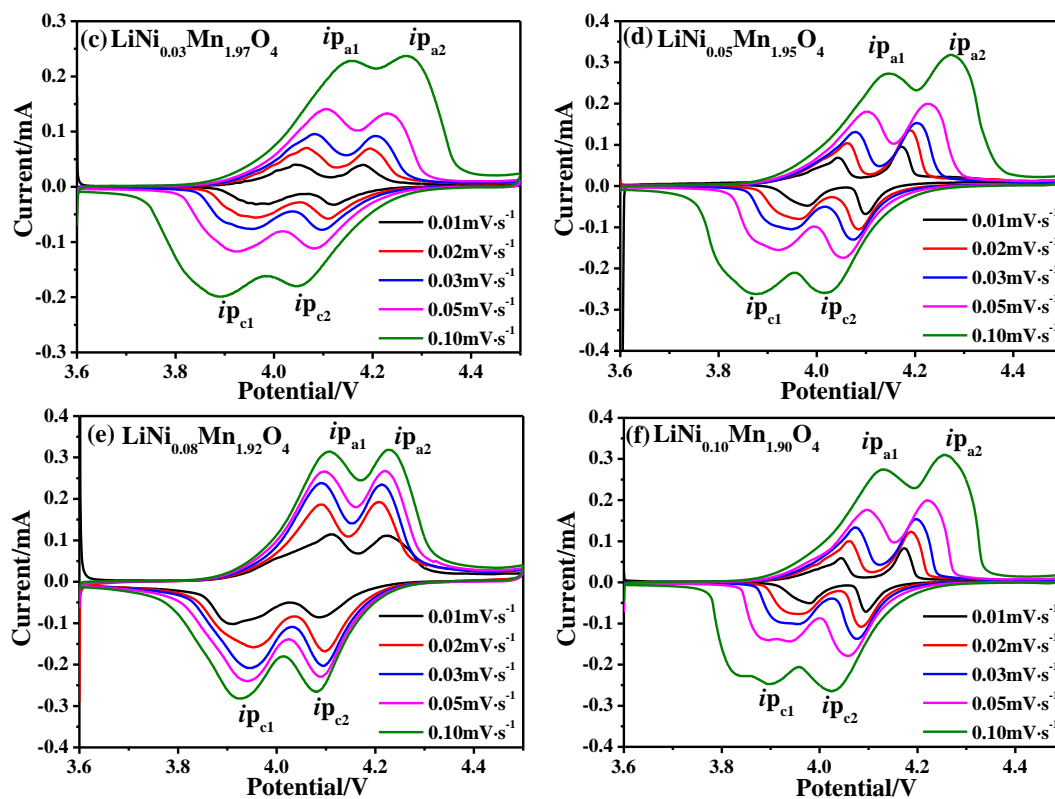 (c) LiNi0.03Mn1.97O4
ipa1 ipa2
Current/mA
0.3
0.2
0.1
0.0
-0.1
-0.2
-0.3
ipc1 ipc2
0.01mV·s-1
0.02mV·s-1
0.03mV·s-1
0.05mV·s-1
0.10mV·s-1
3.6 3.8 4.0 4.2 4.4
Potential/V
(d) LiNi0.05Mn1.95O4
ipa1 ipa2
Current/mA
0.4
0.3
0.2
0.1
0.0
-0.1
-0.2
-0.3
-0.4
ipc1 ipc2
0.01mV·s-1
0.02mV·s-1
0.03mV·s-1
0.05mV·s-1
0.10mV·s-1
3.6 3.8 4.0 4.2 4.4
Potential/V
(e) LiNi0.08Mn1.92O4
ipa1 ipa2
Current/mA
0.4
0.3
0.2
0.1
0.0
-0.1
-0.2
-0.3
-0.4
ipc1 ipc2
0.01mV·s-1
0.02mV·s-1
0.03mV·s-1
0.05mV·s-1
0.10mV·s-1
3.6 3.8 4.0 4.2 4.4
Potential/V
(f) LiNi0.10Mn1.90O4
ipa1 ipa2
Current/mA
0.4
0.3
0.2
0.1
0.0
-0.1
-0.2
-0.3
-0.4
ipc1 ipc2
0.01mV·s-1
0.02mV·s-1
0.03mV·s-1
0.05mV·s-1
0.10mV·s-1
3.6 3.8 4.0 4.2 4.4
Potential/V